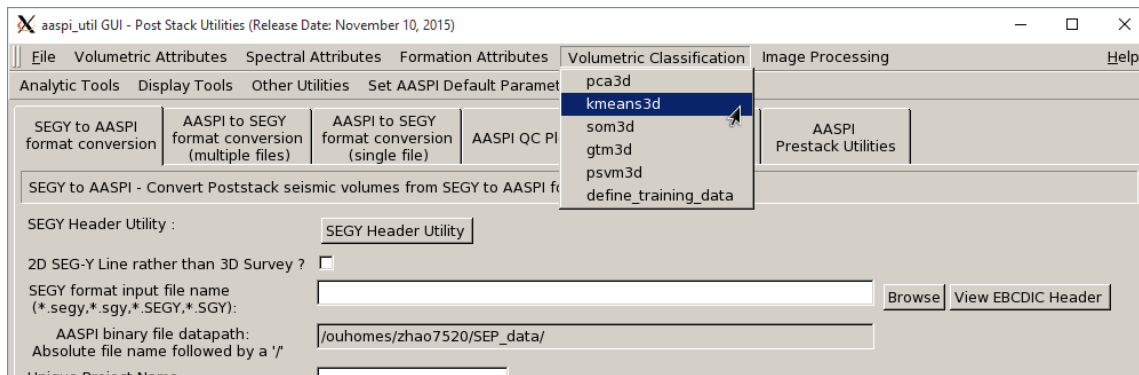 aaspi_util GUI - Post Stack Utilities (Release Date: November 10, 2015)
File Volumetric Attributes Spectral Attributes Formation Attributes Volumetric Classification Image Processing Help
Analytic Tools Display Tools Other Utilities Set AASPI Default Paramet
pca3d
kmeans3d
som3d
gtm3d
psvm3d
define_training_data
SEGY to AASPI
format conversion
AASPI to SEGY
format conversion
(multiple files)
AASPI to SEGY
format conversion
(single file)
AASPI QC Pl
AASPI
Prestack Utilities
SEGY to AASPI - Convert Poststack seismic volumes from SEGY to AASPI fo
SEGY Header Utility :
SEGY Header Utility
2D SEG-Y Line rather than 3D Survey ?
SEGY format input file name
(*.segy,*.sgy,*.SEGY,*.SGY):
Browse View EBCDIC Header
AASPI binary file datapath:
Absolute file name followed by a '/'
/ouhomes/zhao7520/SEP_data/
Unique Project Name